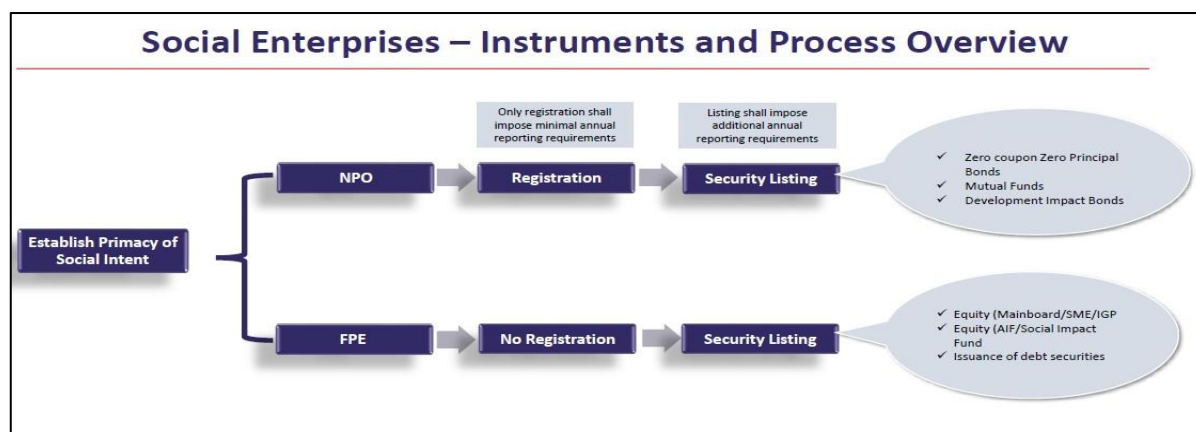 Social Enterprises – Instruments and Process Overview
Only registration shall
impose minimal annual
reporting requirements
Listing shall impose
additional annual
reporting requirements
NPO
Registration
Security Listing
✓ Zero coupon Zero Principal
Bonds
✓ Mutual Funds
✓ Development Impact Bonds
Establish Primacy of
Social Intent
FPE
No Registration
Security Listing
✓ Equity (Mainboard/SME/IGP
✓ Equity (AIF/Social Impact
Fund
✓ Issuance of debt securities